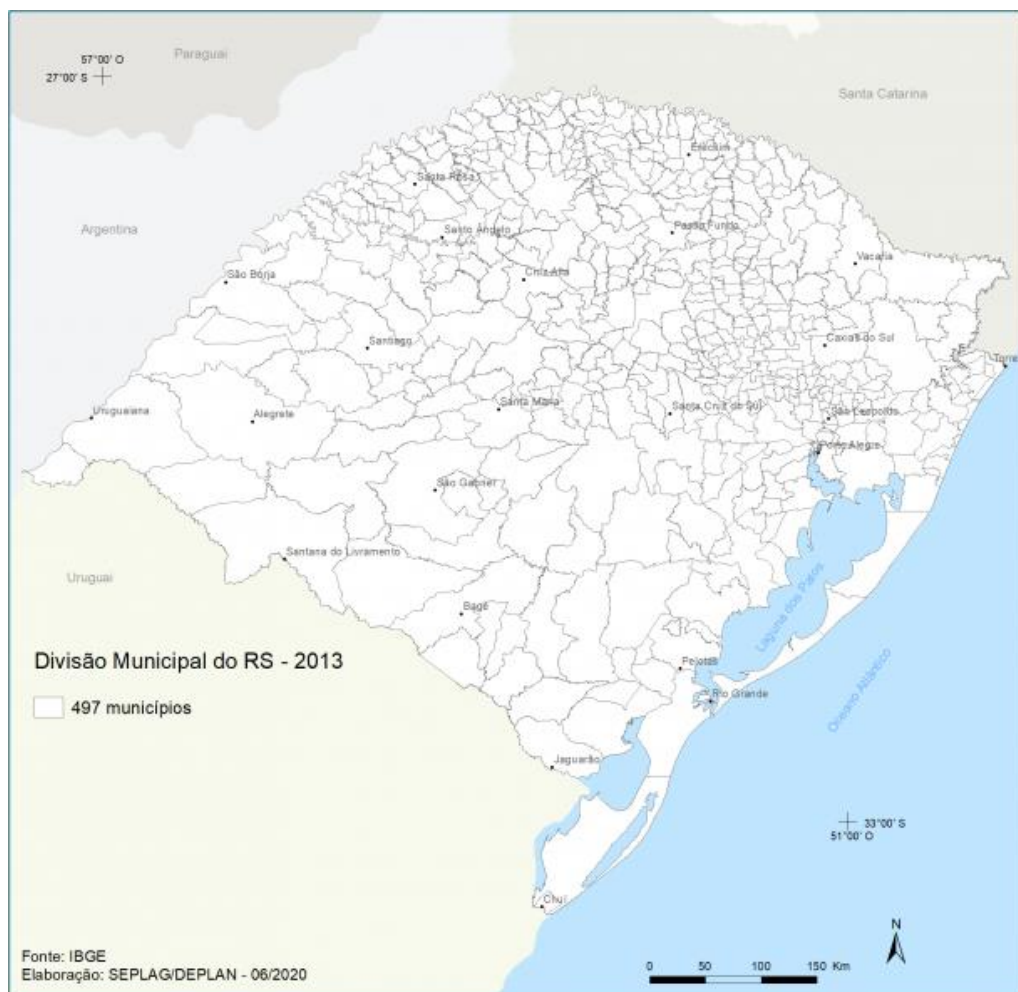 Paraguai
57°00' O
27°00' S
Santa Catarina
Erechim
Santa Rosa
Argentina
Santo Ângelo
Passo Fundo
Vacaria
São Borja
Cruz Alta
Santiago
Caxias do Sul
Torre
Uruguaiana
Alegrete
Santa Maria
Santa Cruz do Sul
São Leopoldo
Porto Alegre
São Gabriel
Santana do Livramento
Uruguai
Bagé
Laguna dos Patos
Divisão Municipal do RS - 2013
Pelotas
497 municípios
Rio Grande
Oceano Atlântico
Jaguarão
33°00' S
51°00' O
Chuí
N
Fonte: IBGE
Elaboração: SEPLAG/DEPLAN - 06/2020
0 50 100 150 Km